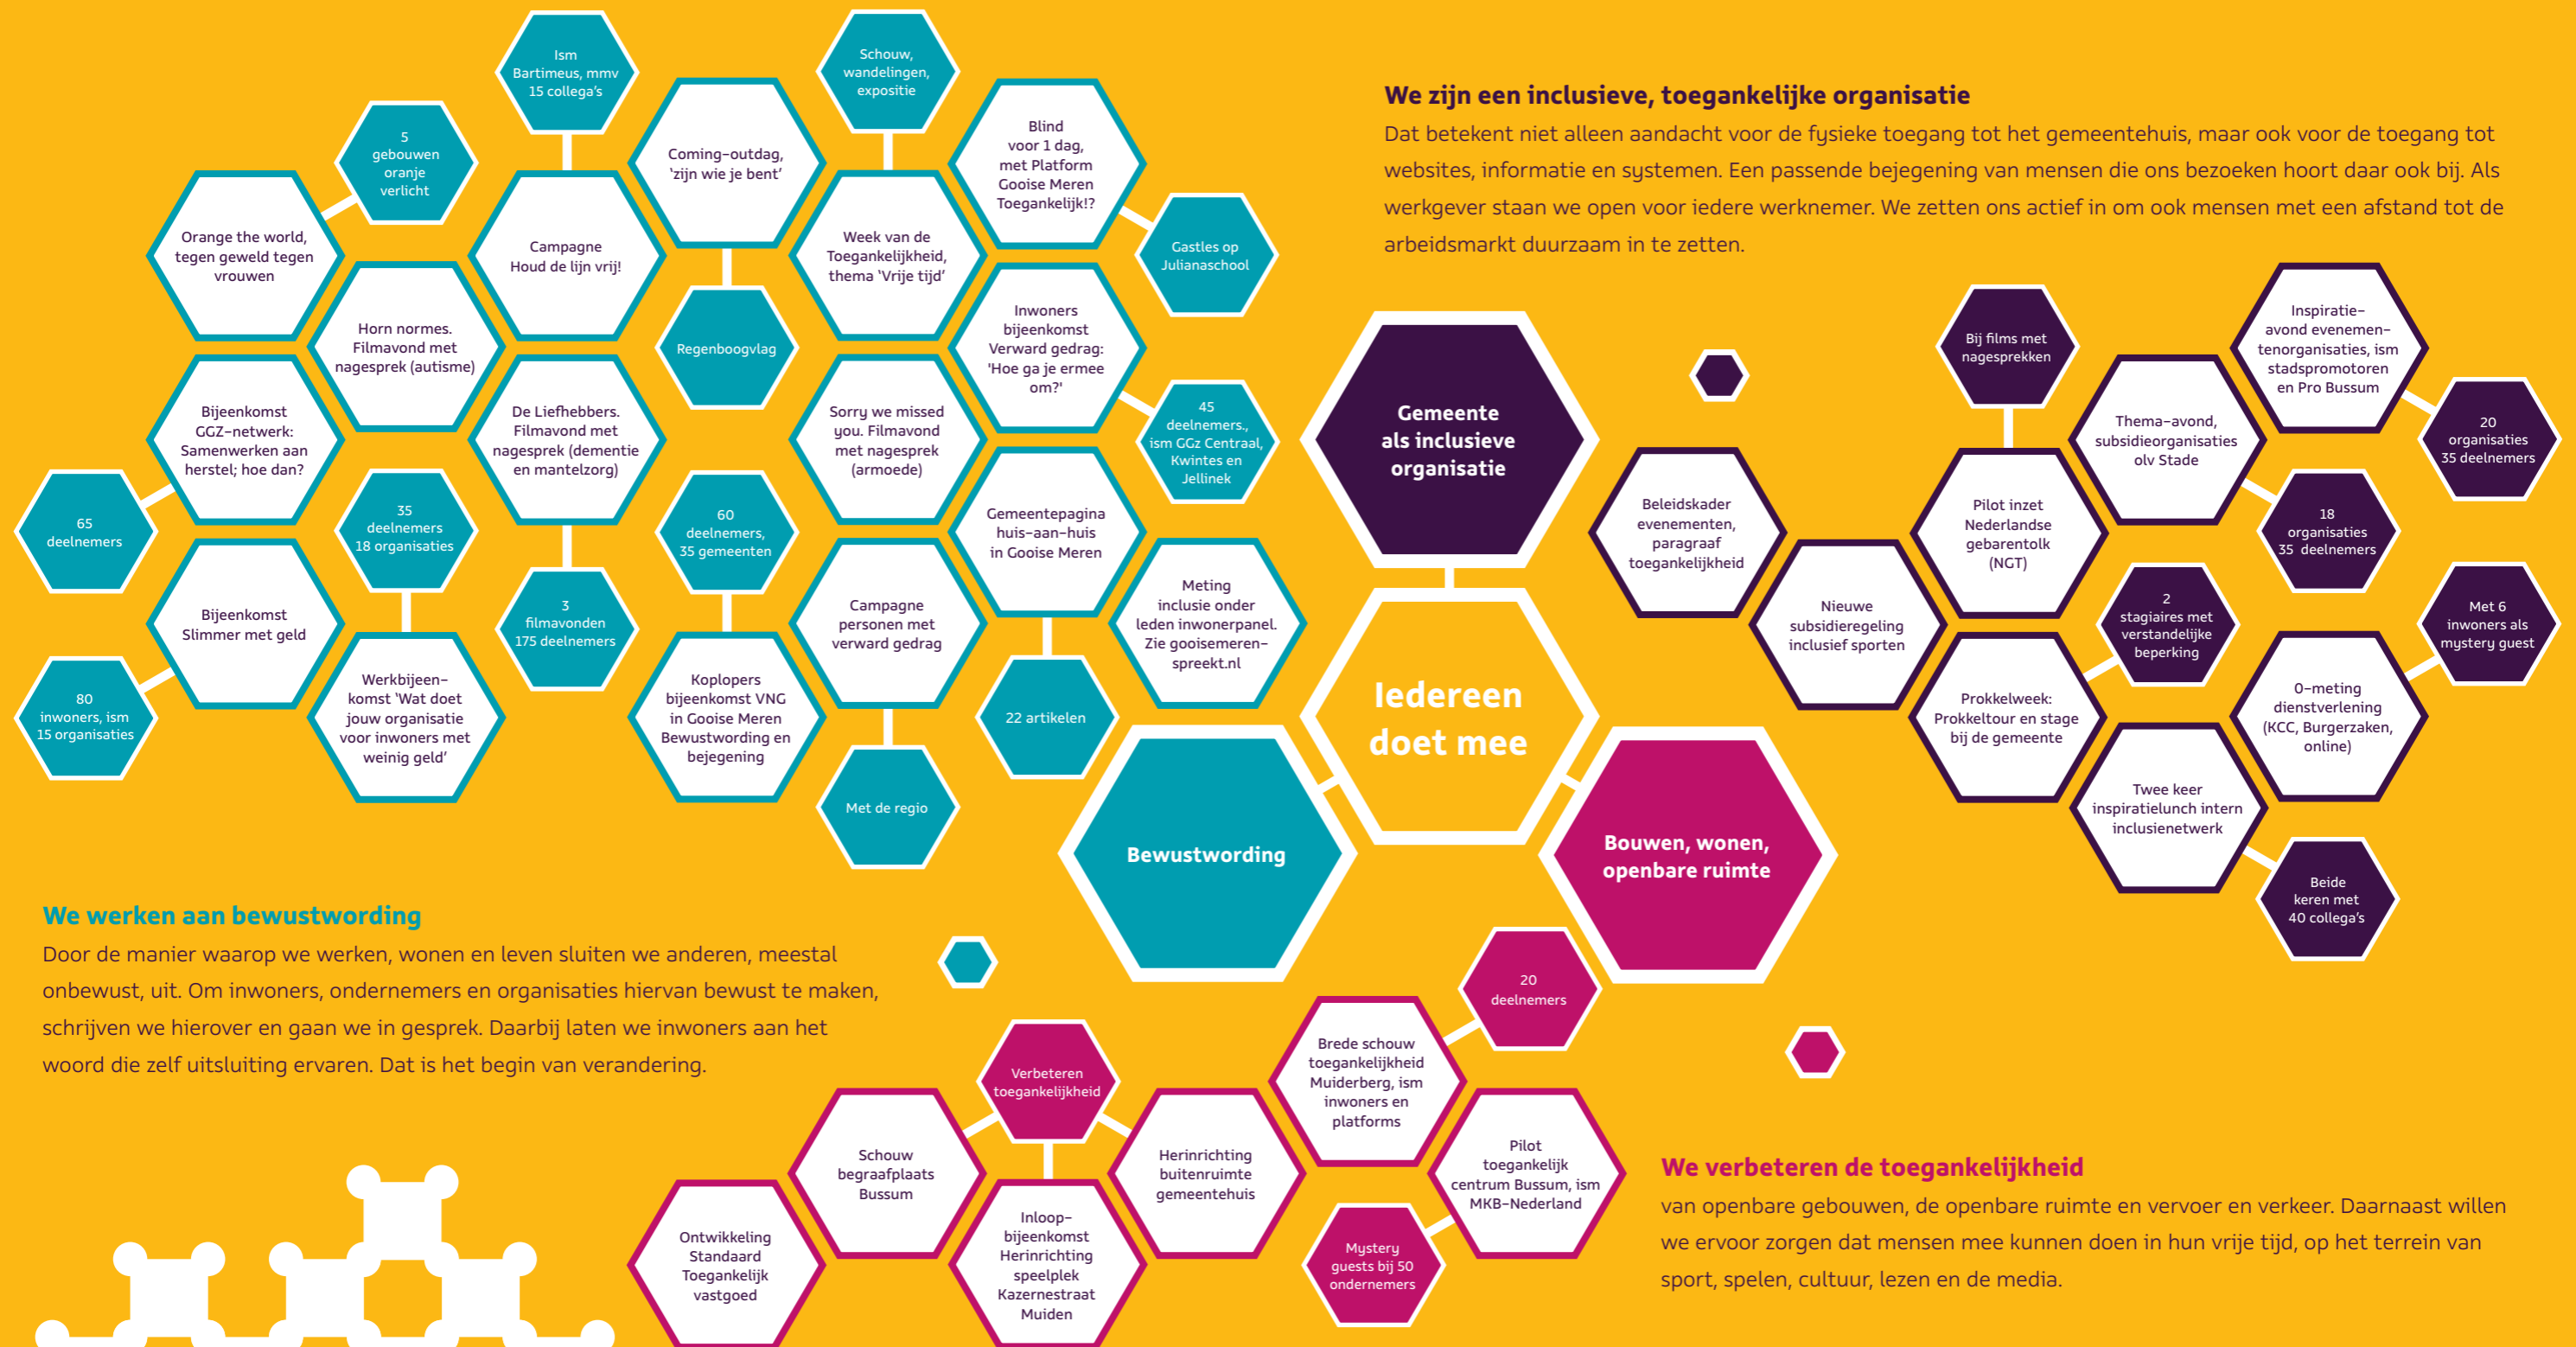 Ism
Bartimeus, mmv
15 collega's
Schouw,
wandelingen,
expositie
5
gebouwen
oranje
verlicht
Coming-outdag,
'zijn wie je bent'
Blind
voor 1 dag,
met Platform
Gooise Meren
Toegankelijk!?
Orange the world,
tegen geweld tegen
vrouwen
Campagne
Houd de lijn vrij!
Week van de
Toegankelijkheid,
thema 'Vrije tijd'
Gastles op
Julianaschool
Horn normes.
Filmavond met
nagesprek (autisme)
Regenboogvlag
Inwoners
bijeenkomst
Verward gedrag:
'Hoe ga je ermee
om?'
Bijeenkomst
GGZ-netwerk:
Samenwerken aan
herstel; hoe dan?
De Liefhebbers.
Filmavond met
nagesprek (dementie
en mantelzorg)
Sorry we missed
you. Filmavond
met nagesprek
(armoede)
45
deelnemers.,
ism GGz Centraal,
Kwintes en
Jellinek
65
deelnemers
35
deelnemers
18 organisaties
60
deelnemers,
35 gemeenten
Gemeentepagina
huis-aan-huis
in Gooise Meren
Bijeenkomst
Slimmer met geld
3
filmavonden
175 deelnemers
Campagne
personen met
verward gedrag
Meting
inclusie onder
leden inwonerpanel.
Zie gooisemeren-
spreekt.nl
80
inwoners, ism
15 organisaties
Werkbijeen-
komst 'Wat doet
jouw organisatie
voor inwoners met
weinig geld'
Koplopers
bijeenkomst VNG
in Gooise Meren
Bewustwording en
bejegening
22 artikelen
Met de regio
We zijn een inclusieve, toegankelijke organisatie
Dat betekent niet alleen aandacht voor de fysieke toegang tot het gemeentehuis, maar ook voor de toegang tot
websites, informatie en systemen. Een passende bejegening van mensen die ons bezoeken hoort daar ook bij. Als
werkgever staan we open voor iedere werknemer. We zetten ons actief in om ook mensen met een afstand tot de
arbeidsmarkt duurzaam in te zetten.
Gemeente
als inclusieve
organisatie
Iedereen
doet mee
Bewustwording
Bouwen, wonen,
openbare ruimte
Bij films met
nagesprekken
Inspiratie-
avond evenemen-
tenorganisaties, ism
stadspromotoren
en Pro Bussum
Thema-avond,
subsidieorganisaties
olv Stade
20
organisaties
35 deelnemers
Beleidskader
evenementen,
paragraaf
toegankelijkheid
Pilot inzet
Nederlandse
gebarentolk
(NGT)
18
organisaties
35 deelnemers
Nieuwe
subsidieregeling
inclusief sporten
2
stagiaires met
verstandelijke
beperking
Met 6
inwoners als
mystery guest
Prokkelweek:
Prokkeltour en stage
bij de gemeente
0-meting
dienstverlening
(KCC, Burgerzaken,
online)
Twee keer
inspiratielunch intern
inclusienetwerk
Beide
keren met
40 collega's
We werken aan bewustwording
Door de manier waarop we werken, wonen en leven sluiten we anderen, meestal
onbewust, uit. Om inwoners, ondernemers en organisaties hiervan bewust te maken,
schrijven we hierover en gaan we in gesprek. Daarbij laten we inwoners aan het
woord die zelf uitsluiting ervaren. Dat is het begin van verandering.
20
deelnemers
Verbeteren
toegankelijkheid
Brede schouw
toegankelijkheid
Muiderberg, ism
inwoners en
platforms
Schouw
begraafplaats
Bussum
Herinrichting
buitenruimte
gemeentehuis
Pilot
toegankelijk
centrum Bussum, ism
MKB-Nederland
Ontwikkeling
Standaard
Toegankelijk
vastgoed
Inloop-
bijeenkomst
Herinrichting
speelplek
Kazernestraat
Muiden
Mystery
guests bij 50
ondernemers
We verbeteren de toegankelijkheid
van openbare gebouwen, de openbare ruimte en vervoer en verkeer. Daarnaast willen
we ervoor zorgen dat mensen mee kunnen doen in hun vrije tijd, op het terrein van
sport, spelen, cultuur, lezen en de media.